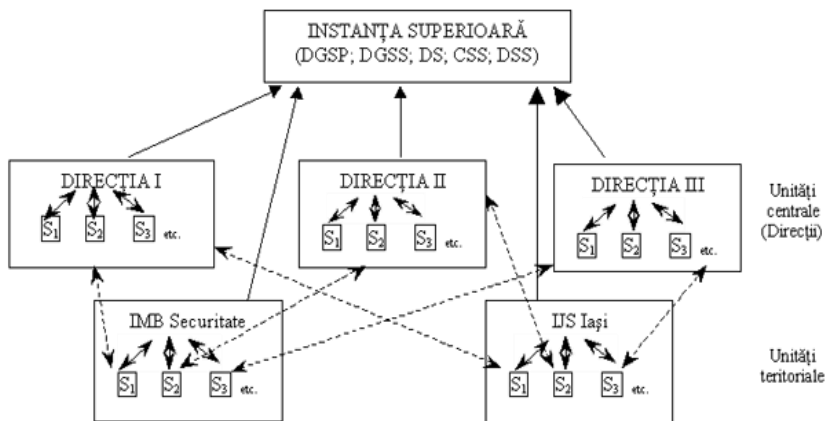 INSTANȚA SUPERIOARĂ
(DGSP; DGSS; DS; CSS; DSS)
DIRECȚIA I
S1 S2 S3 etc.
DIRECȚIA II
S1 S2 S3 etc.
DIRECȚIA III
S1 S2 S3 etc.
Unități
centrale
(Direcții)
IMB Securitate
S1 S2 S3 etc.
IJS Iași
S1 S2 S3 etc.
Unități
teritoriale